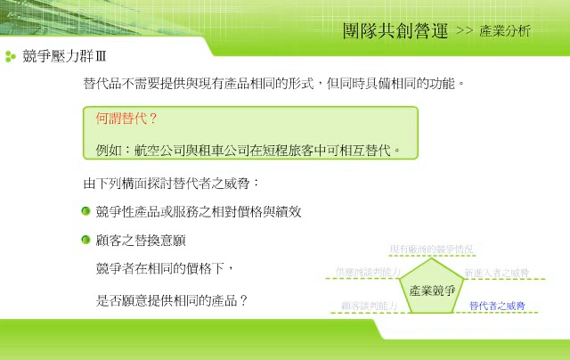 團隊共創營運 >> 產業分析
競爭壓力群Ⅲ
替代品不需要提供與現有產品相同的形式，但同時具備相同的功能。
何謂替代？
例如：航空公司與租車公司在短程旅客中可相互替代。
由下列構面探討替代者之威脅：
競爭性產品或服務之相對價格與績效
顧客之替換意願
競爭者在相同的價格下，
是否願意提供相同的產品？
現有廠商的競爭情況
供應商談判能力
新進入者之威脅
產業競爭
顧客談判能力
替代者之威脅